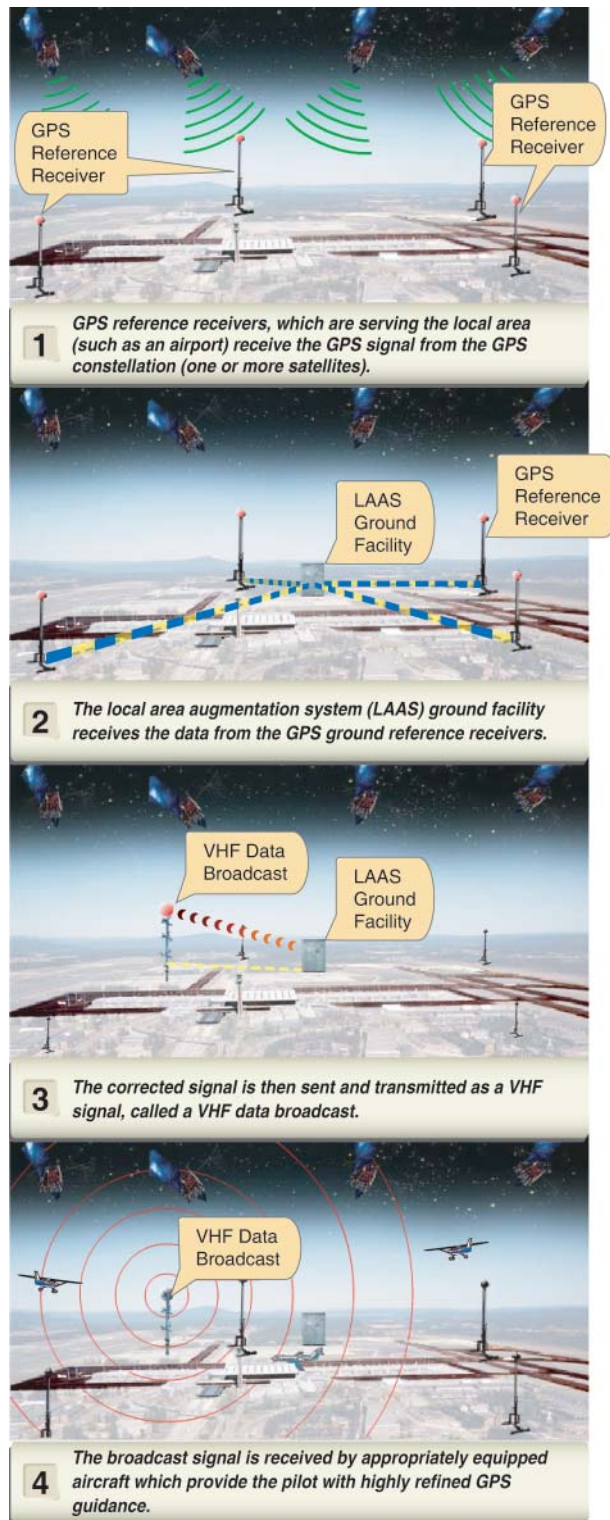 GPS
Reference
Receiver
GPS
Reference
Receiver
1
GPS reference receivers, which are serving the local area
(such as an airport) receive the GPS signal from the GPS
constellation (one or more satellites).
LAAS
Ground
Facility
GPS
Reference
Receiver
2
The local area augmentation system (LAAS) ground facility
receives the data from the GPS ground reference receivers.
VHF Data
Broadcast
LAAS
Ground
Facility
3
The corrected signal is then sent and transmitted as a VHF
signal, called a VHF data broadcast.
VHF Data
Broadcast
4
The broadcast signal is received by appropriately equipped
aircraft which provide the pilot with highly refined GPS
guidance.